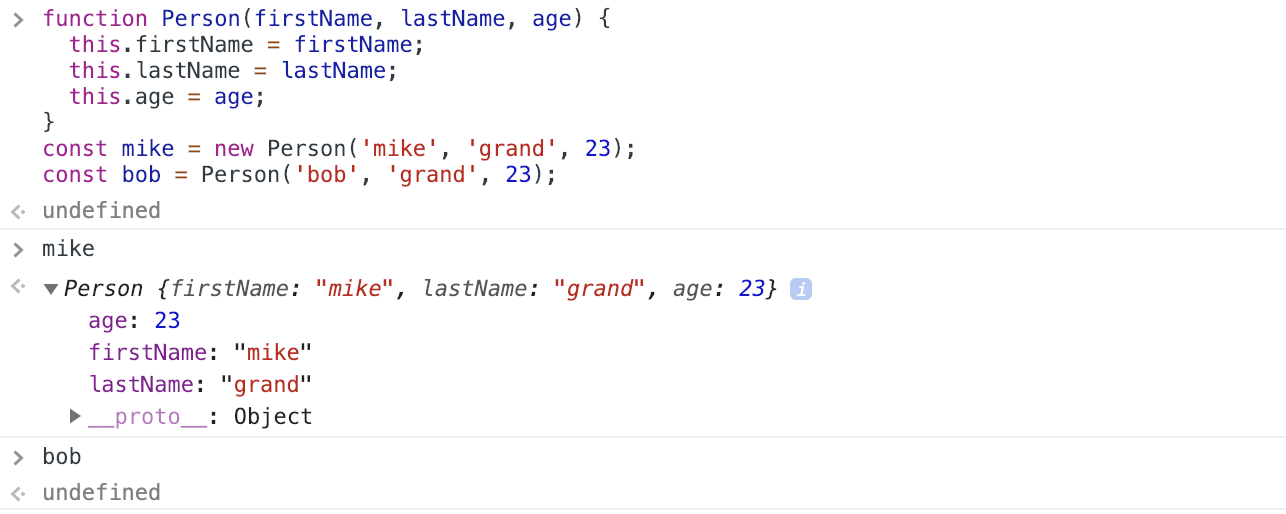 function Person(firstName, lastName, age) {
  this.firstName = firstName;
  this.lastName = lastName;
  this.age = age;
}
const mike = new Person('mike', 'grand', 23);
const bob = Person('bob', 'grand', 23);
undefined
mike
Person {firstName: "mike", lastName: "grand", age: 23} i
age: 23
firstName: "mike"
lastName: "grand"
__proto__: Object
bob
undefined